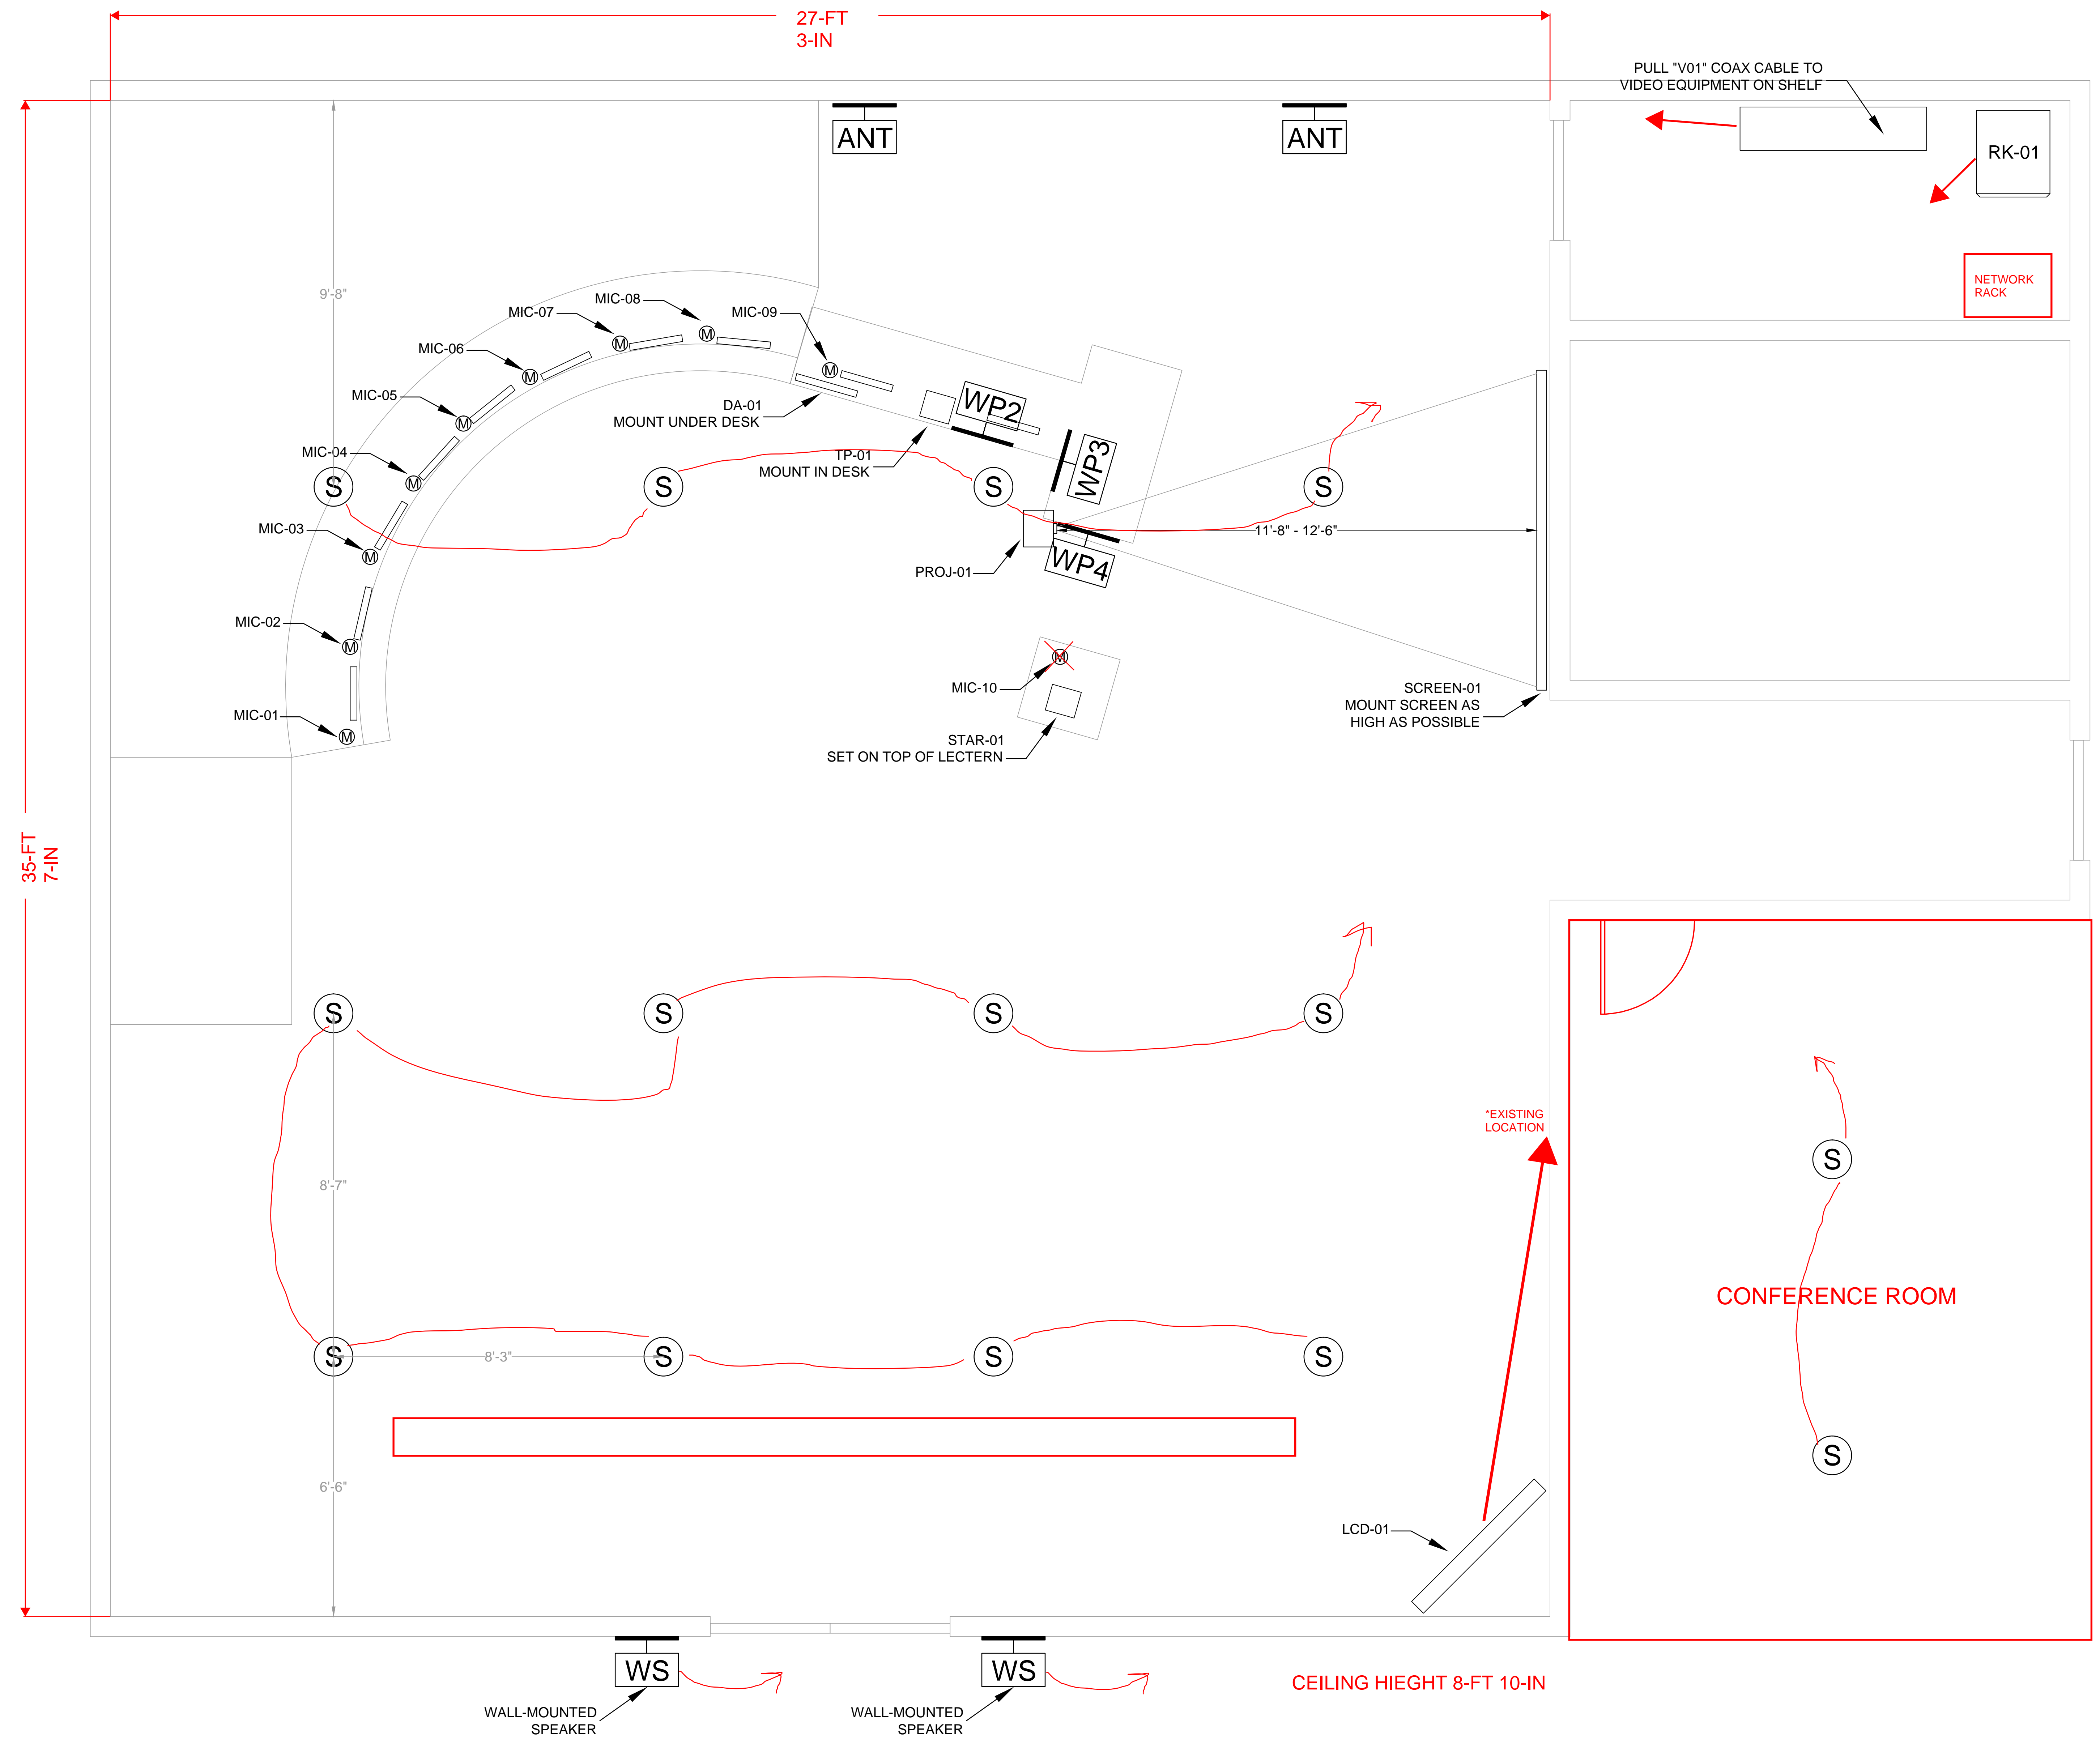 27-FT
3-IN
PULL "V01" COAX CABLE TO
VIDEO EQUIPMENT ON SHELF
ANT
ANT
RK-01
NETWORK
RACK
9'-8"
MIC-08
MIC-07
MIC-09
MIC-06
MIC-05
MIC-04
MIC-03
MIC-02
MIC-01
M
M
M
M
M
M
M
M
M
DA-01
MOUNT UNDER DESK
WP2
WP3
TP-01
MOUNT IN DESK
S
S
S
S
11'-8" - 12'-6"
WP4
PROJ-01
M
MIC-10
STAR-01
SET ON TOP OF LECTERN
SCREEN-01
MOUNT SCREEN AS
HIGH AS POSSIBLE
35-FT
7-IN
S
S
S
S
*EXISTING
LOCATION
S
8'-7"
CONFERENCE ROOM
S
8'-3"
S
S
S
S
6'-6"
LCD-01
WS
WS
CEILING HIEGHT 8-FT 10-IN
WALL-MOUNTED
SPEAKER
WALL-MOUNTED
SPEAKER